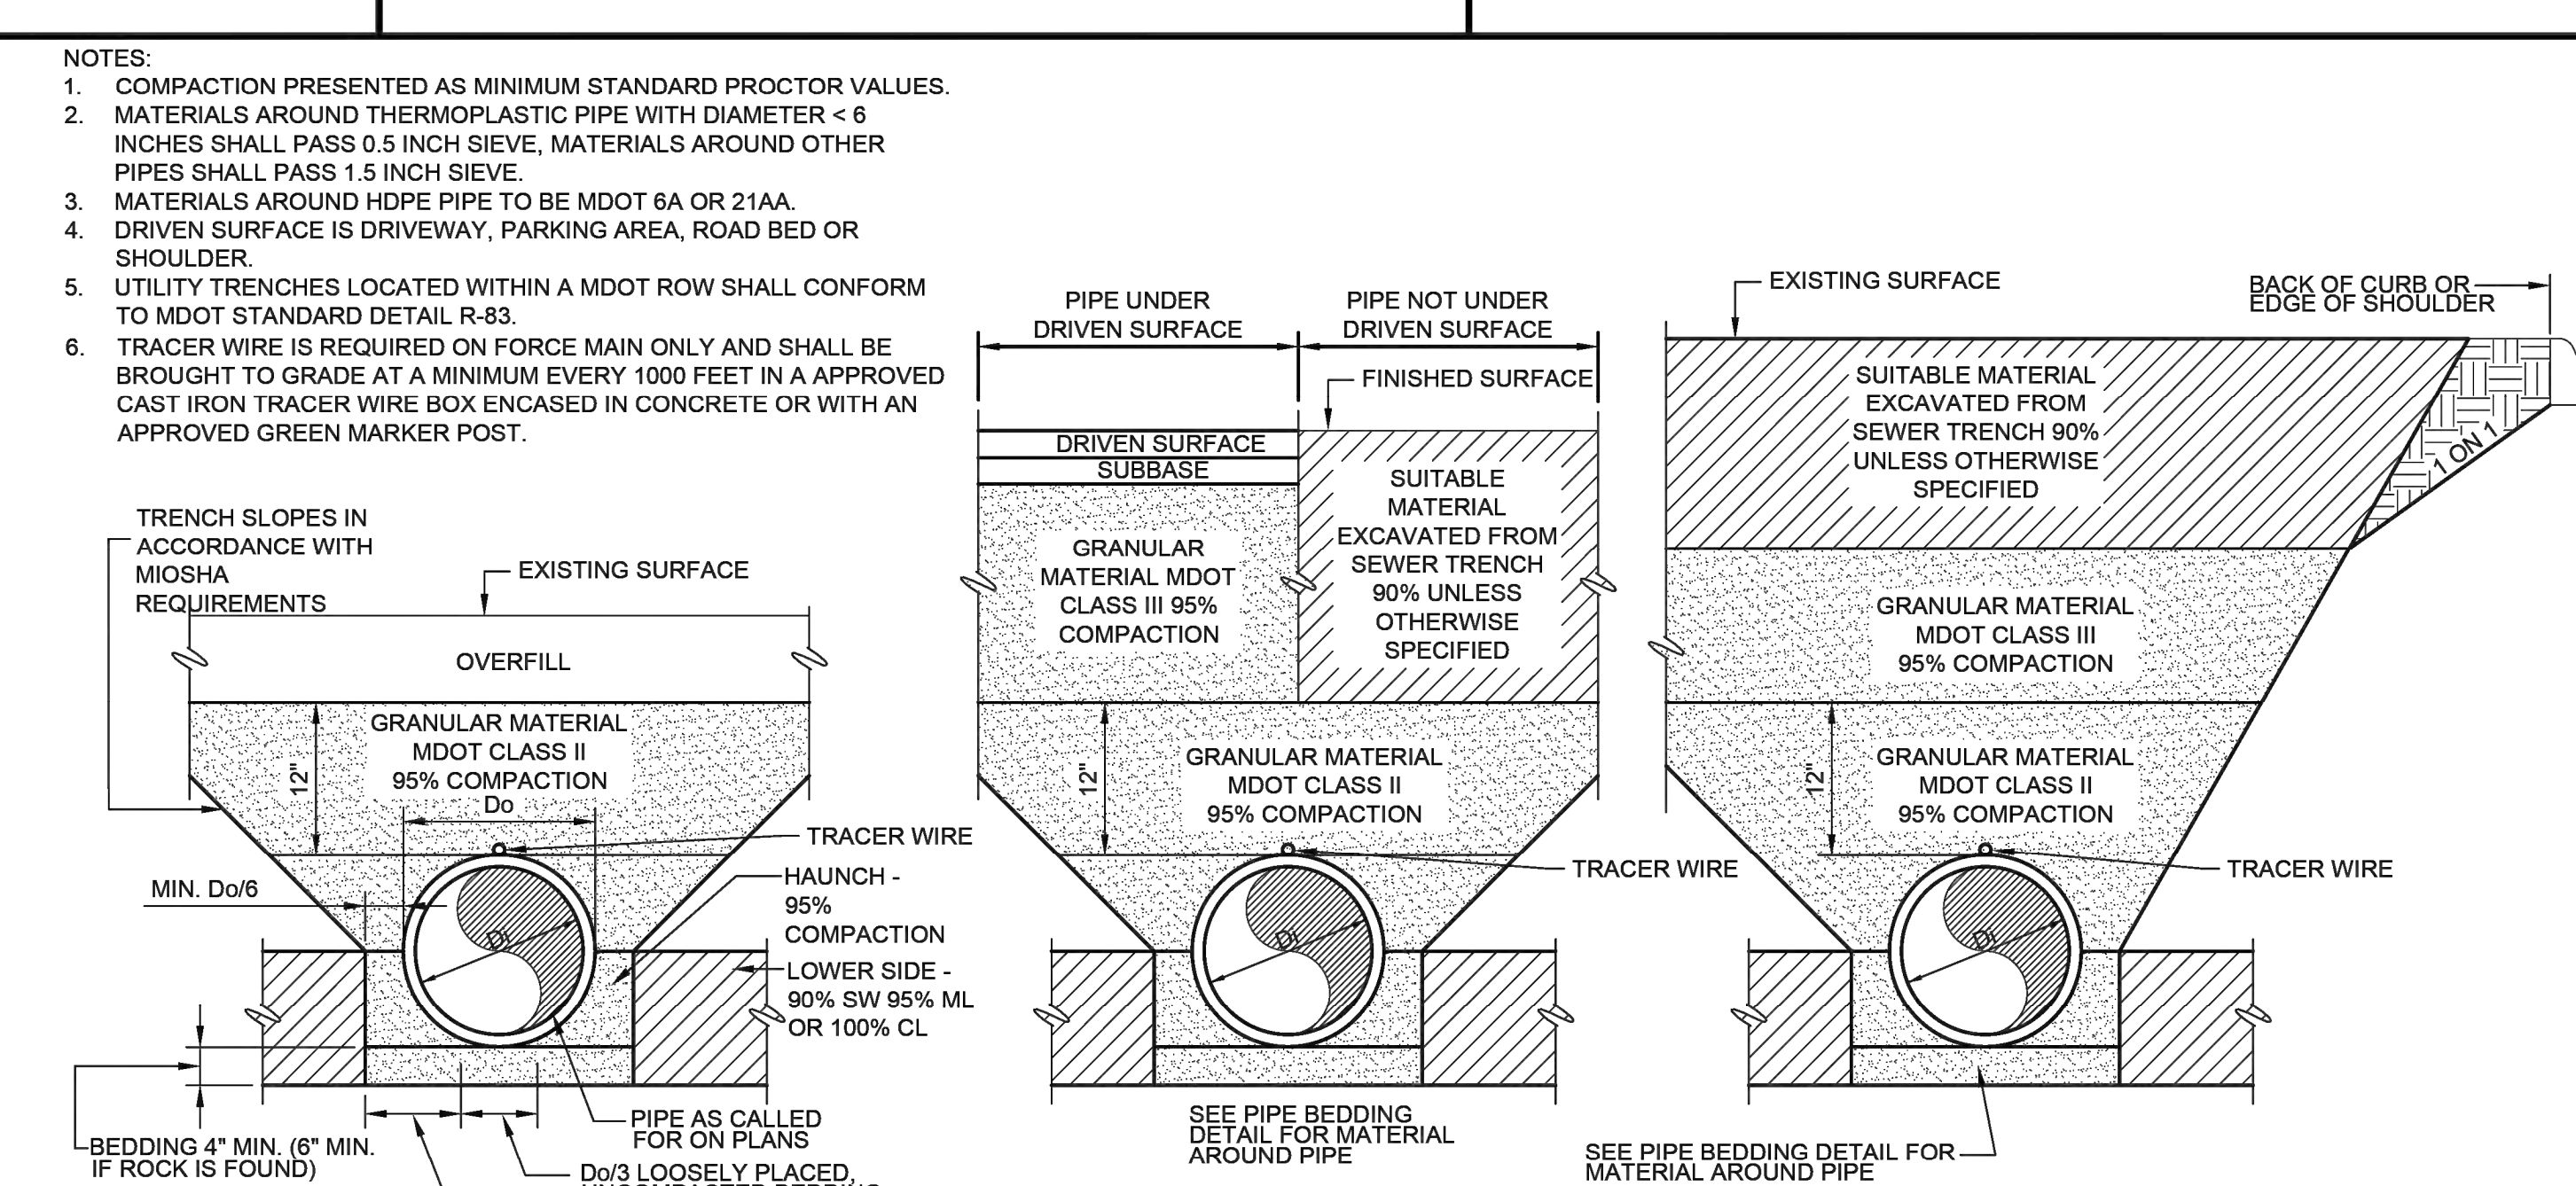 NOTES:
1. COMPACTION PRESENTED AS MINIMUM STANDARD PROCTOR VALUES.
2. MATERIALS AROUND THERMOPLASTIC PIPE WITH DIAMETER < 6
INCHES SHALL PASS 0.5 INCH SIEVE, MATERIALS AROUND OTHER
PIPES SHALL PASS 1.5 INCH SIEVE.
3. MATERIALS AROUND HDPE PIPE TO BE MDOT 6A OR 21AA.
4. DRIVEN SURFACE IS DRIVEWAY, PARKING AREA, ROAD BED OR
SHOULDER.
5. UTILITY TRENCHES LOCATED WITHIN A MDOT ROW SHALL CONFORM
TO MDOT STANDARD DETAIL R-83.
6. TRACER WIRE IS REQUIRED ON FORCE MAIN ONLY AND SHALL BE
BROUGHT TO GRADE AT A MINIMUM EVERY 1000 FEET IN A APPROVED
CAST IRON TRACER WIRE BOX ENCASED IN CONCRETE OR WITH AN
APPROVED GREEN MARKER POST.
TRENCH SLOPES IN
ACCORDANCE WITH
MIOSHA
REQUIREMENTS
EXISTING SURFACE
OVERFILL
GRANULAR MATERIAL
MDOT CLASS II
95% COMPACTION
12"
Do
TRACER WIRE
MIN. Do/6
HAUNCH -
95%
COMPACTION
Di
LOWER SIDE -
90% SW 95% ML
OR 100% CL
PIPE AS CALLED
FOR ON PLANS
BEDDING 4" MIN. (6" MIN.
IF ROCK IS FOUND)
Do/3 LOOSELY PLACED,
UNCOMPACTED BEDDING
PIPE UNDER
DRIVEN SURFACE
PIPE NOT UNDER
DRIVEN SURFACE
FINISHED SURFACE
DRIVEN SURFACE
SUBBASE
GRANULAR
MATERIAL MDOT
CLASS III 95%
COMPACTION
SUITABLE
MATERIAL
EXCAVATED FROM
SEWER TRENCH
90% UNLESS
OTHERWISE
SPECIFIED
12"
GRANULAR MATERIAL
MDOT CLASS II
95% COMPACTION
TRACER WIRE
Di
SEE PIPE BEDDING
DETAIL FOR MATERIAL
AROUND PIPE
EXISTING SURFACE
BACK OF CURB OR
EDGE OF SHOULDER
SUITABLE MATERIAL
EXCAVATED FROM
SEWER TRENCH 90%
UNLESS OTHERWISE
SPECIFIED
1 ON 1
GRANULAR MATERIAL
MDOT CLASS III
95% COMPACTION
12"
GRANULAR MATERIAL
MDOT CLASS II
95% COMPACTION
TRACER WIRE
Di
SEE PIPE BEDDING DETAIL FOR
MATERIAL AROUND PIPE